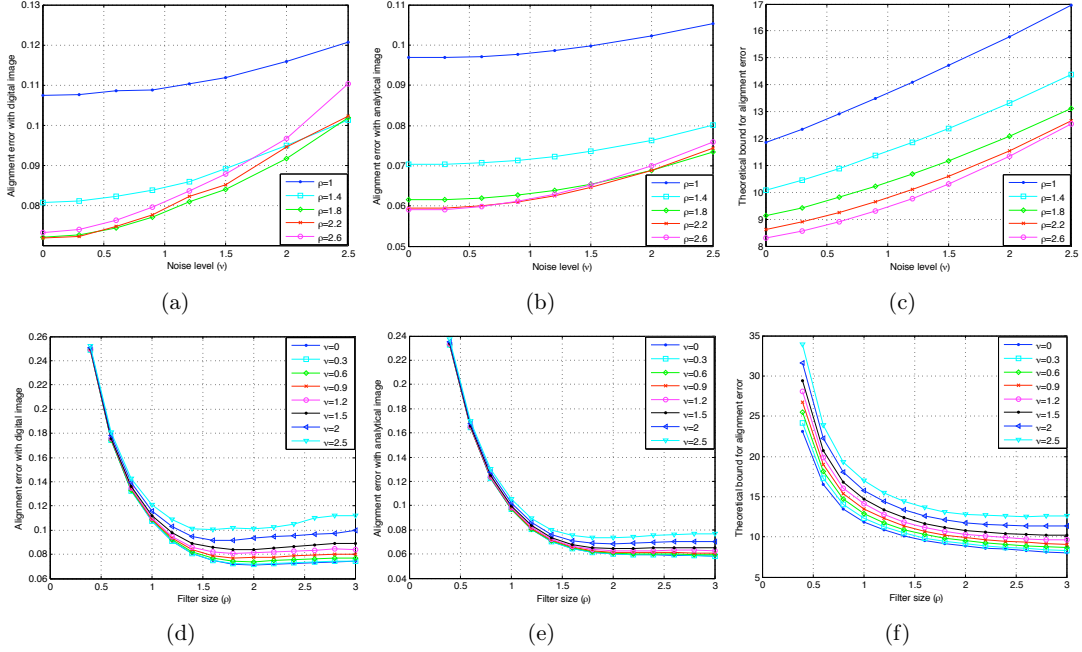 0.13
0.12
0.11
0.1
0.09
0.08
0 0.5 1 1.5 2 2.5
Alignment error with digital image
Noise level (ν)
ρ=1
ρ=1.4
ρ=1.8
ρ=2.2
ρ=2.6
(a)
0.11
0.1
0.09
0.08
0.07
0.06
0.05
0 0.5 1 1.5 2 2.5
Alignment error with analytical image
Noise level (ν)
ρ=1
ρ=1.4
ρ=1.8
ρ=2.2
ρ=2.6
(b)
17
16
15
14
13
12
11
10
9
8
0 0.5 1 1.5 2 2.5
Theoretical bound for alignment error
Noise level (ν)
ρ=1
ρ=1.4
ρ=1.8
ρ=2.2
ρ=2.6
(c)
0.26
0.24
0.22
0.2
0.18
0.16
0.14
0.12
0.1
0.08
0.06
0 0.5 1 1.5 2 2.5 3
Alignment error with digital image
Filter size (ρ)
ν=0
ν=0.3
ν=0.6
ν=0.9
ν=1.2
ν=1.5
ν=2
ν=2.5
(d)
0.24
0.22
0.2
0.18
0.16
0.14
0.12
0.1
0.08
0.06
0.04
0 0.5 1 1.5 2 2.5 3
Alignment error with analytical image
Filter size (ρ)
ν=0
ν=0.3
ν=0.6
ν=0.9
ν=1.2
ν=1.5
ν=2
ν=2.5
(e)
35
30
25
20
15
10
5
0 0.5 1 1.5 2 2.5 3
Theoretical bound for alignment error
Filter size (ρ)
ν=0
ν=0.3
ν=0.6
ν=0.9
ν=1.2
ν=1.5
ν=2
ν=2.5
(f)